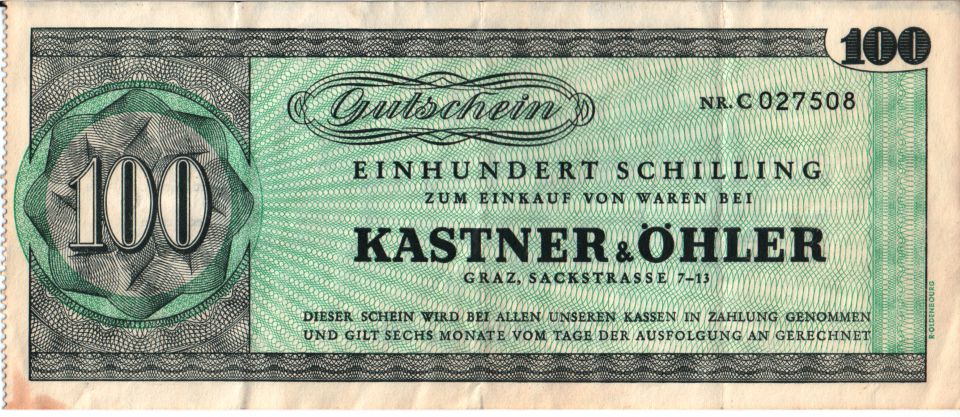 100
Gutschein
NR. C 027508
EINHUNDERT SCHILLING
ZUM EINKAUF VON WAREN BEI
KASTNER & ÖHLER
GRAZ, SACKSTRASSE 7–13
DIESER SCHEIN WIRD BEI ALLEN UNSEREN KASSEN IN ZAHLUNG GENOMMEN
UND GILT SECHS MONATE VOM TAGE DER AUSFOLGUNG AN GERECHNET
100
ROSENBOURG